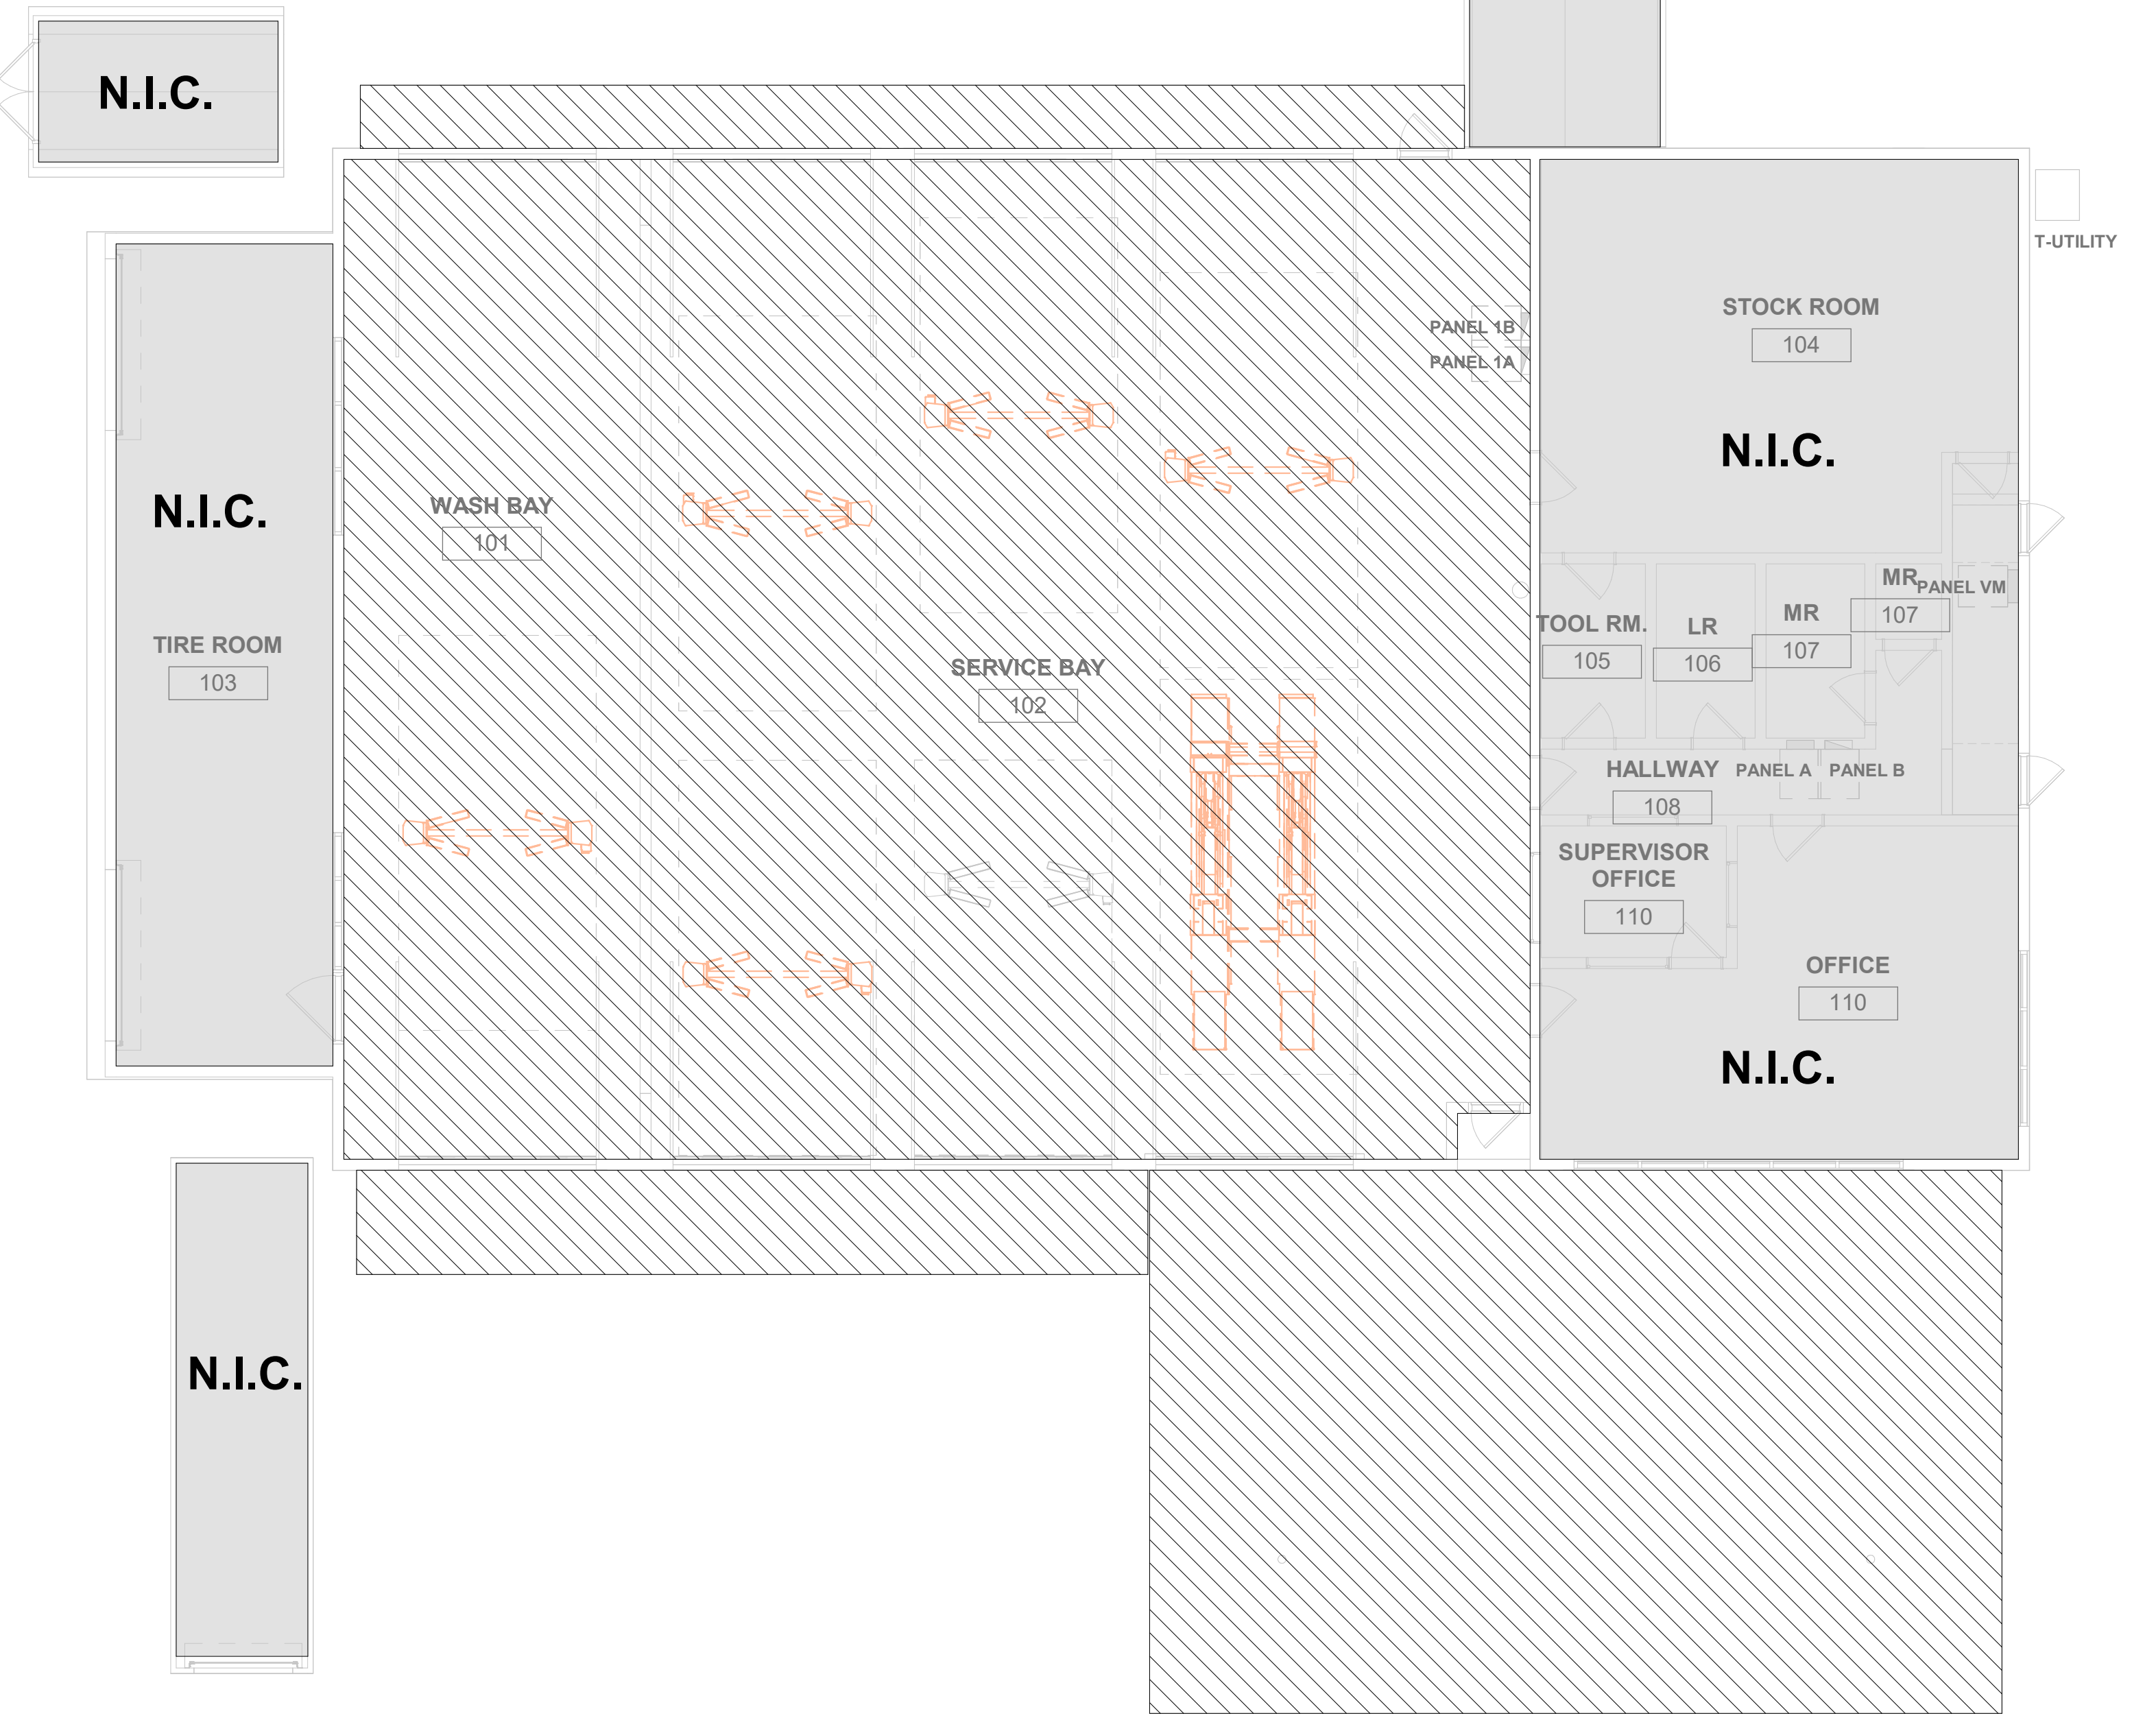 N.I.C.
T-UTILITY
STOCK ROOM
104
PANEL 1B
PANEL 1A
N.I.C.
N.I.C.
WASH BAY
101
MR
PANEL VM
107
TOOL RM.
105
LR
106
MR
107
TIRE ROOM
103
SERVICE BAY
102
HALLWAY
108
PANEL A
PANEL B
SUPERVISOR
OFFICE
110
OFFICE
110
N.I.C.
N.I.C.